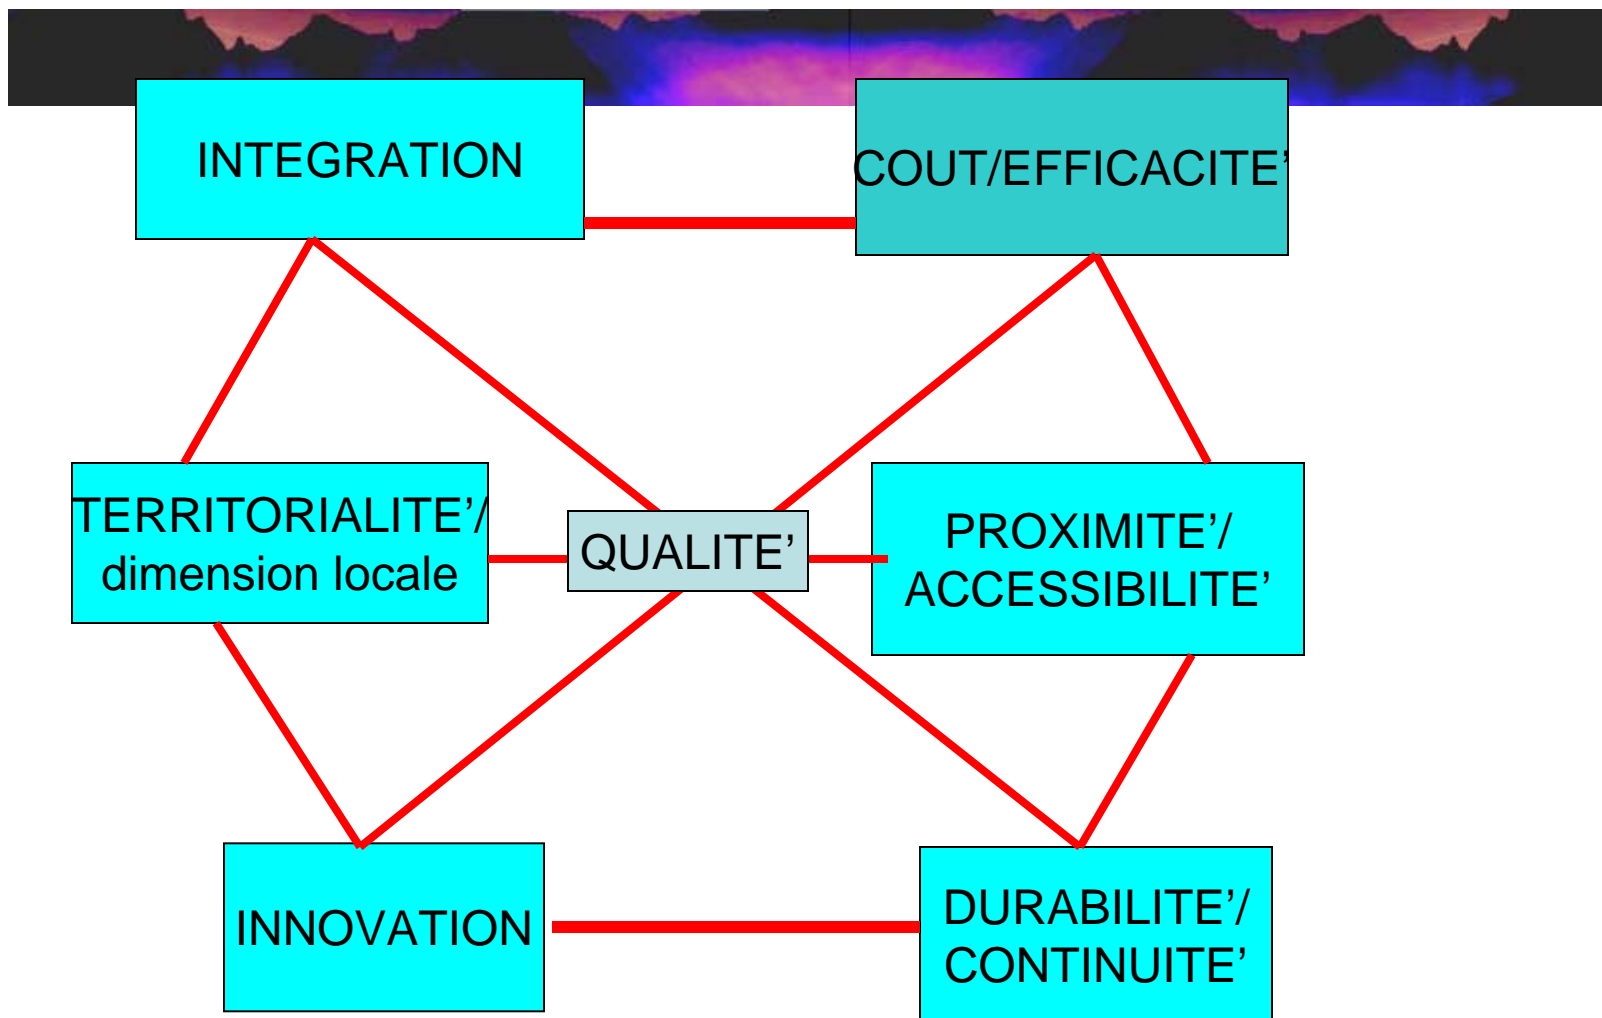 INTEGRATION
COUT/EFFICACITE’
TERRITORIALITE’/
dimension locale
QUALITE’
PROXIMITE’/
ACCESSIBILITE’
INNOVATION
DURABILITE’/
CONTINUITE’